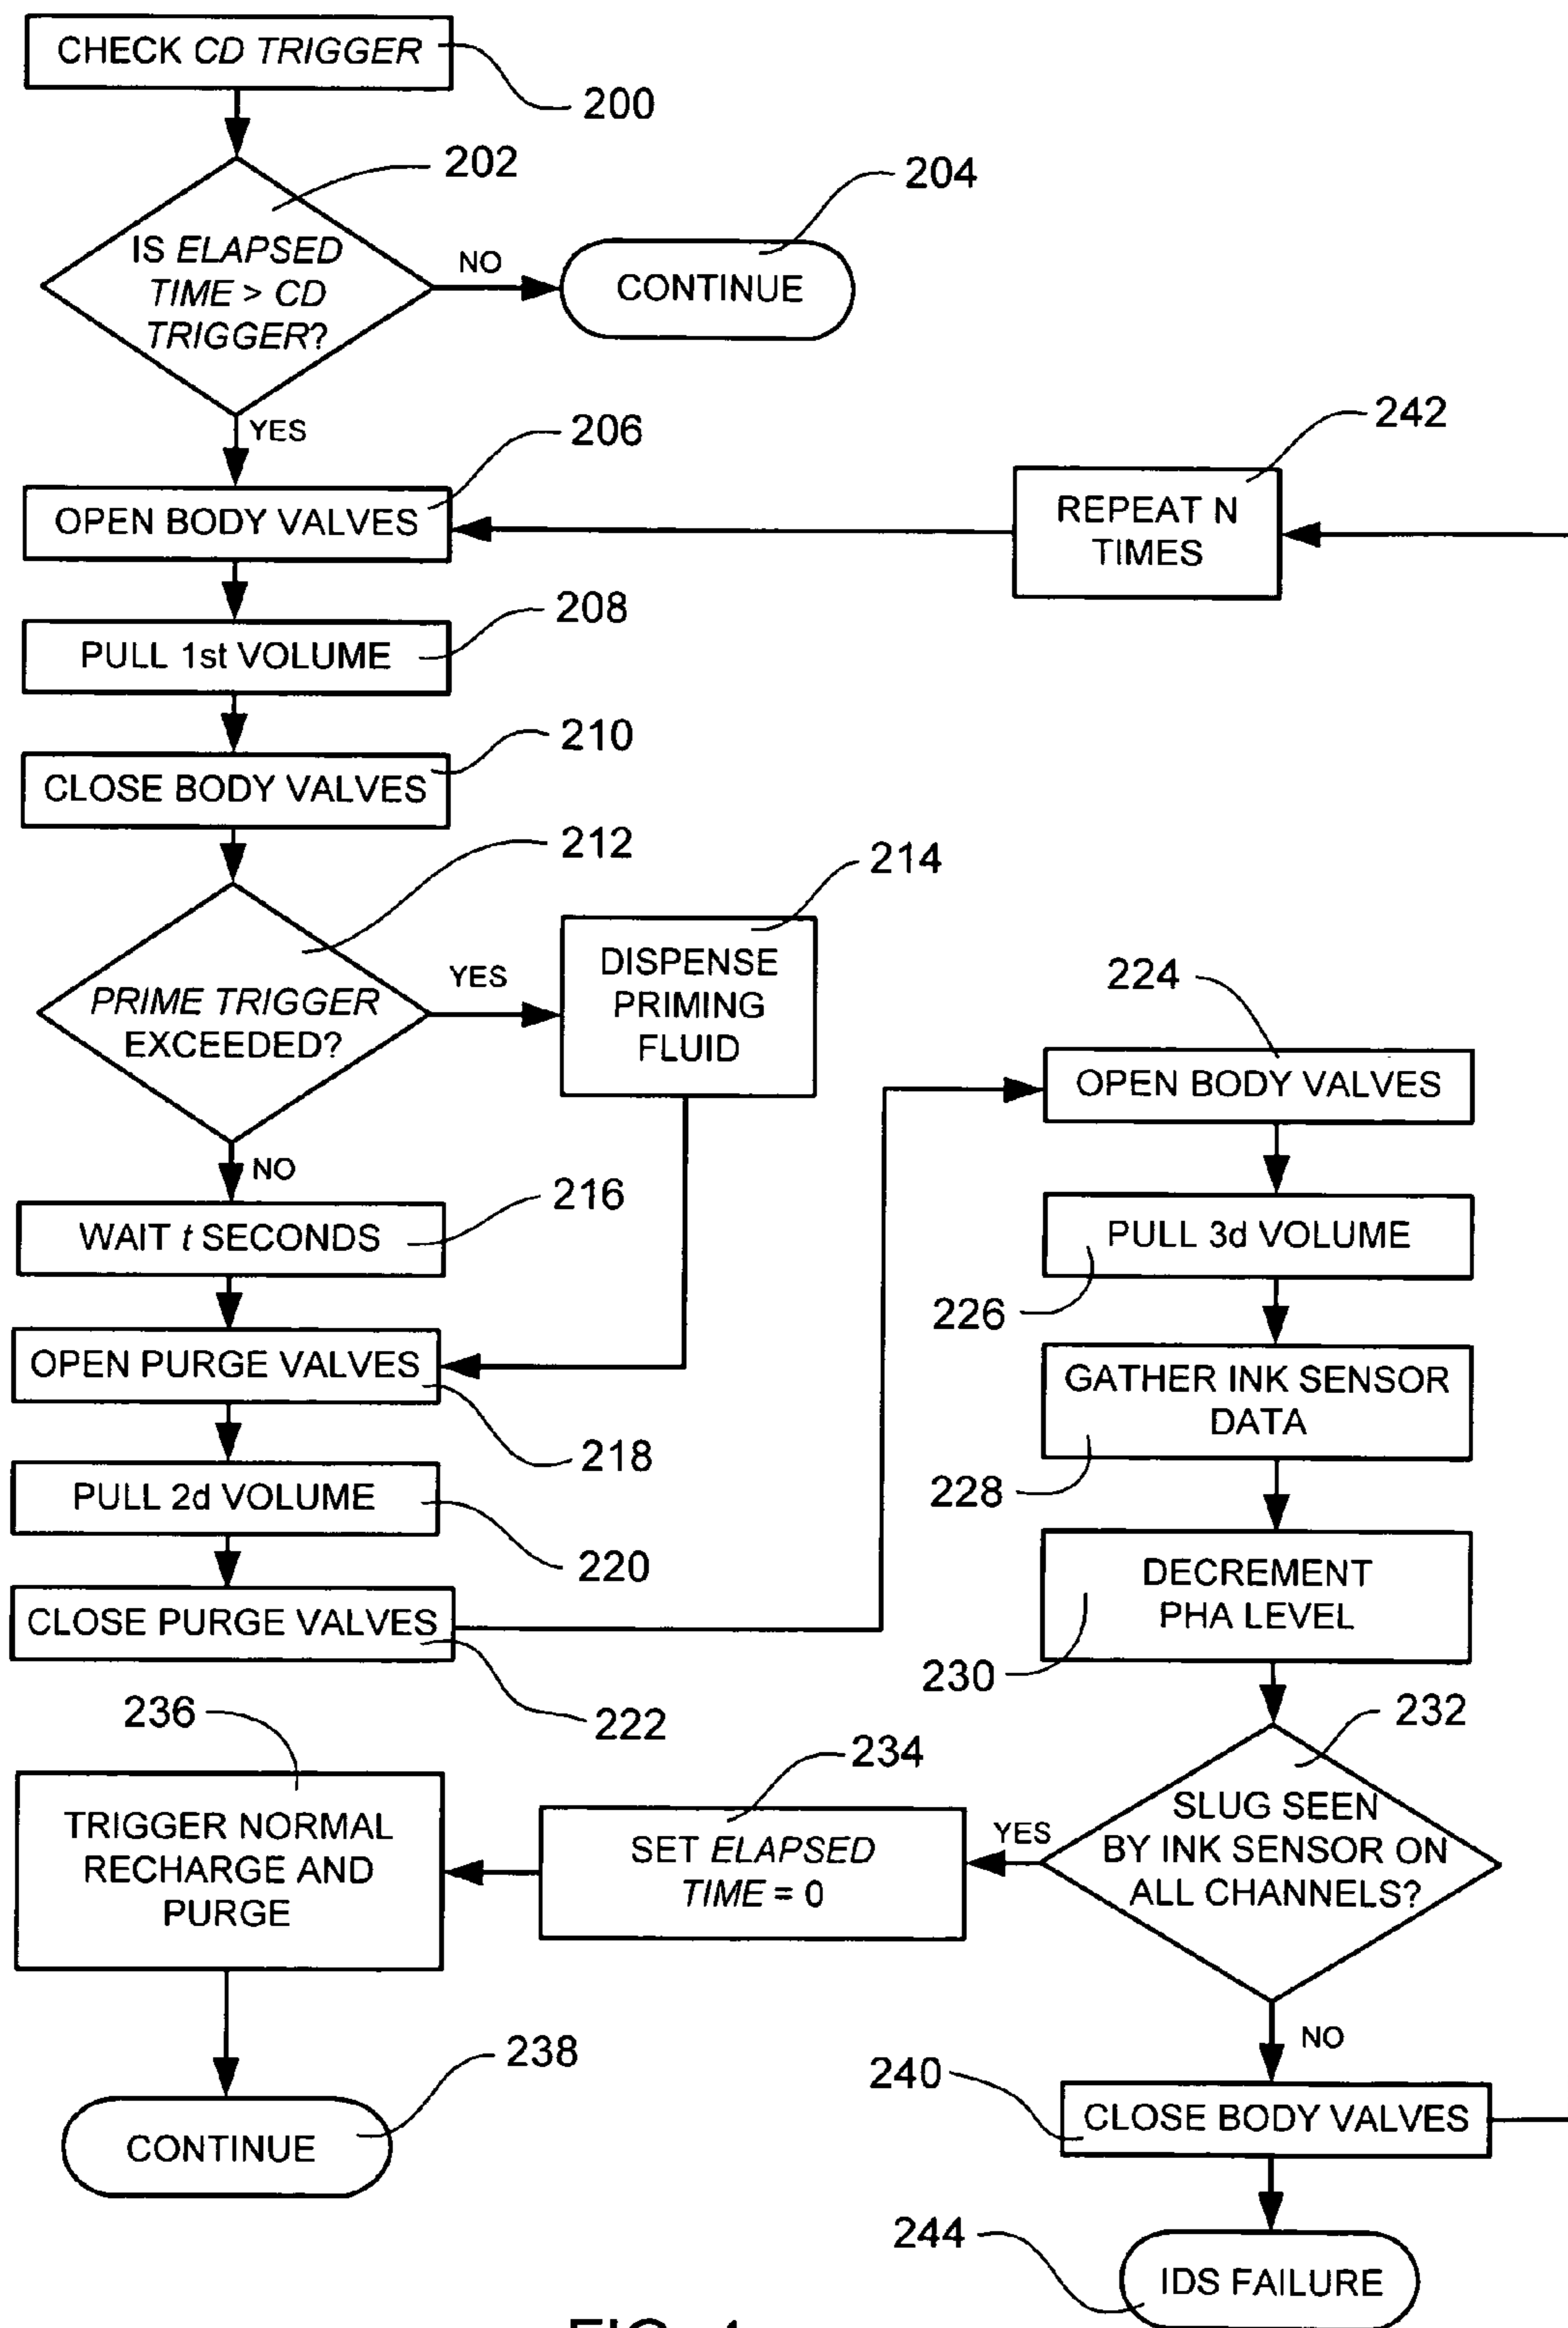 CHECK CD TRIGGER
200
202
IS ELAPSED
TIME > CD
TRIGGER?
NO
204
CONTINUE
YES
206
OPEN BODY VALVES
242
REPEAT N
TIMES
208
PULL 1st VOLUME
210
CLOSE BODY VALVES
212
PRIME TRIGGER
EXCEEDED?
YES
214
DISPENSE
PRIMING
FLUID
NO
216
WAIT t SECONDS
OPEN PURGE VALVES
218
PULL 2d VOLUME
220
CLOSE PURGE VALVES
222
224
OPEN BODY VALVES
PULL 3d VOLUME
226
GATHER INK SENSOR
DATA
228
DECREMENT
PHA LEVEL
230
232
SLUG SEEN
BY INK SENSOR ON
ALL CHANNELS?
YES
234
SET ELAPSED
TIME = 0
236
TRIGGER NORMAL
RECHARGE AND
PURGE
238
CONTINUE
NO
240
CLOSE BODY VALVES
244
IDS FAILURE